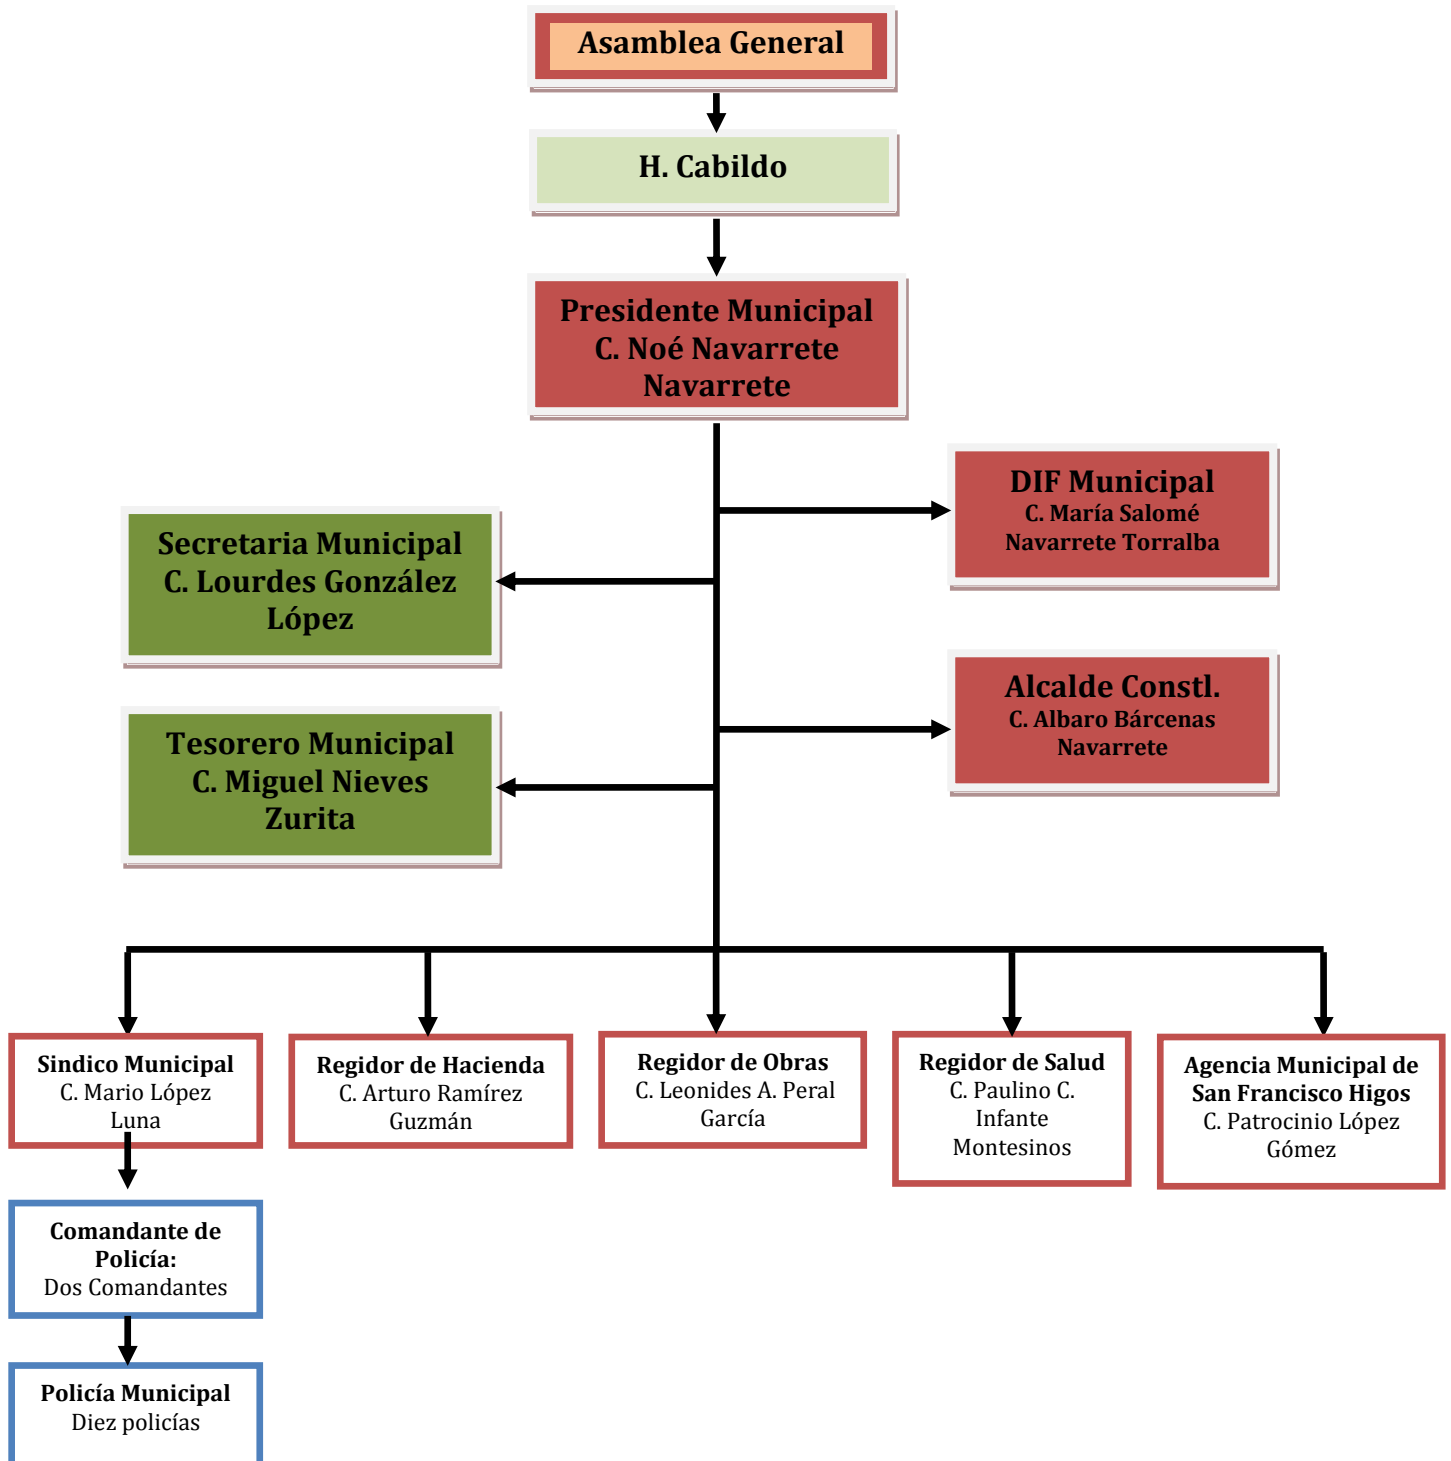 Asamblea General
H. Cabildo
Presidente Municipal
C. Noé Navarrete
Navarrete
DIF Municipal
C. María Salomé
Navarrete Torralba
Secretaria Municipal
C. Lourdes González
López
Alcalde Constl.
C. Albaro Bárcenas
Navarrete
Tesorero Municipal
C. Miguel Nieves
Zurita
Sindico Municipal
C. Mario López
Luna
Regidor de Hacienda
C. Arturo Ramírez
Guzmán
Regidor de Obras
C. Leonides A. Peral
García
Regidor de Salud
C. Paulino C.
Infante
Montesinos
Agencia Municipal de
San Francisco Higos
C. Patrocinio López
Gómez
Comandante de
Policía:
Dos Comandantes
Policía Municipal
Diez policías